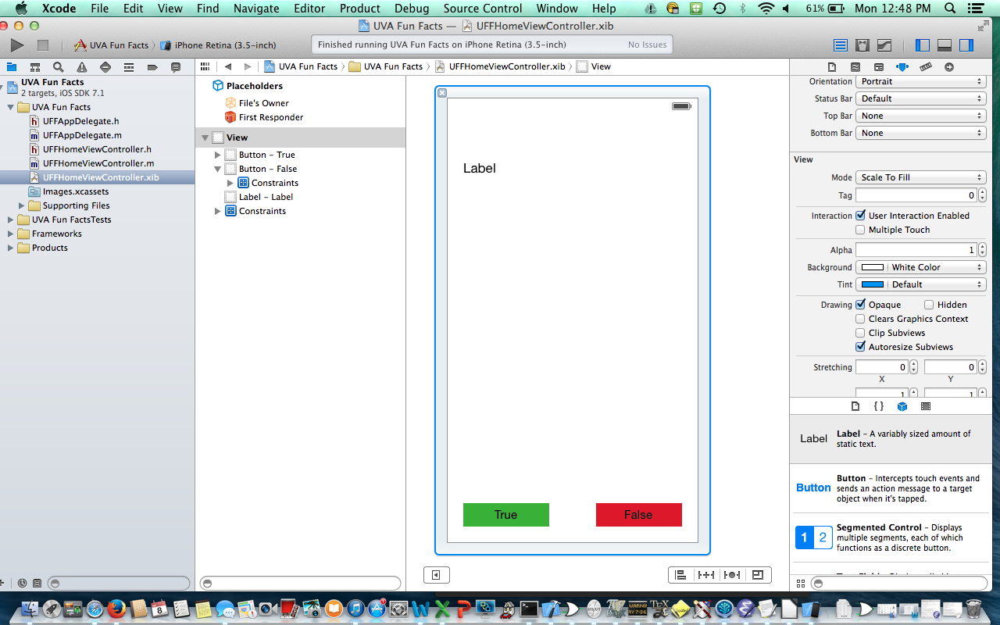 Xcode File Edit View Find Navigate Editor Product Debug Source Control Window Help 61% Mon 12:48 PM
UVA Fun Facts — UFFHomeViewController.xib
UVA Fun Facts 〉 iPhone Retina (3.5-inch)
Finished running UVA Fun Facts on iPhone Retina (3.5-inch) No Issues
UVA Fun Facts 〉 UVA Fun Facts 〉 UFFHomeViewController.xib 〉 View
UVA Fun Facts
2 targets, iOS SDK 7.1
UVA Fun Facts
UFFAppDelegate.h
UFFAppDelegate.m
UFFHomeViewController.h
UFFHomeViewController.m
UFFHomeViewController.xib
Images.xcassets
Supporting Files
UVA Fun FactsTests
Frameworks
Products
Placeholders
File's Owner
First Responder
View
Button – True
Button – False
Constraints
Label – Label
Constraints
Label
True
False
Orientation Portrait
Status Bar Default
Top Bar None
Bottom Bar None
View
Mode Scale To Fill
Tag 0
Interaction User Interaction Enabled
Multiple Touch
Alpha 1
Background White Color
Tint Default
Drawing Opaque Hidden
Clears Graphics Context
Clip Subviews
Autoresize Subviews
Stretching 0 0
X Y
1 1
{ }
Label
Label – A variably sized amount of
static text.
Button
Button – Intercepts touch events and
sends an action message to a target
object when it's tapped.
1 2
Segmented Control – Displays
multiple segments, each of which
functions as a discrete button.
8